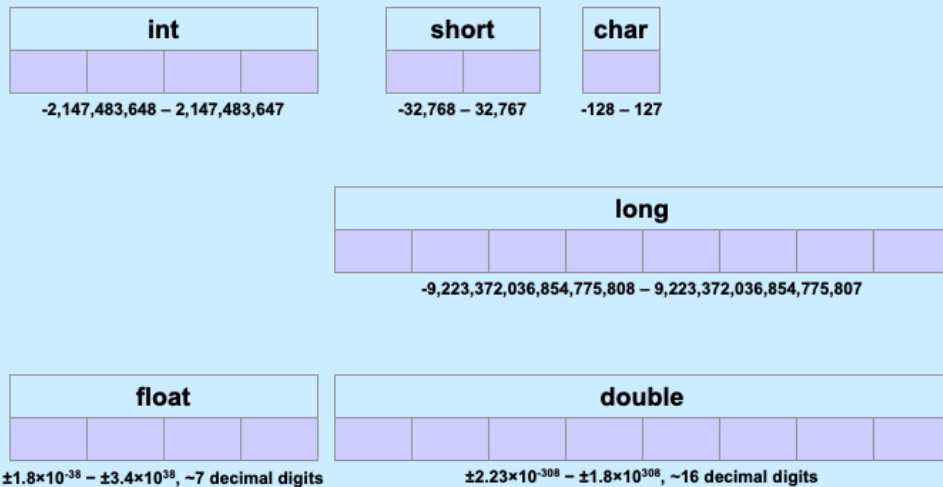 int
short
char
-2,147,483,648 – 2,147,483,647
-32,768 – 32,767
-128 – 127
long
-9,223,372,036,854,775,808 – 9,223,372,036,854,775,807
float
double
±1.8×10⁻³⁸ – ±3.4×10³⁸, ~7 decimal digits
±2.23×10⁻³⁰⁸ – ±1.8×10³⁰⁸, ~16 decimal digits